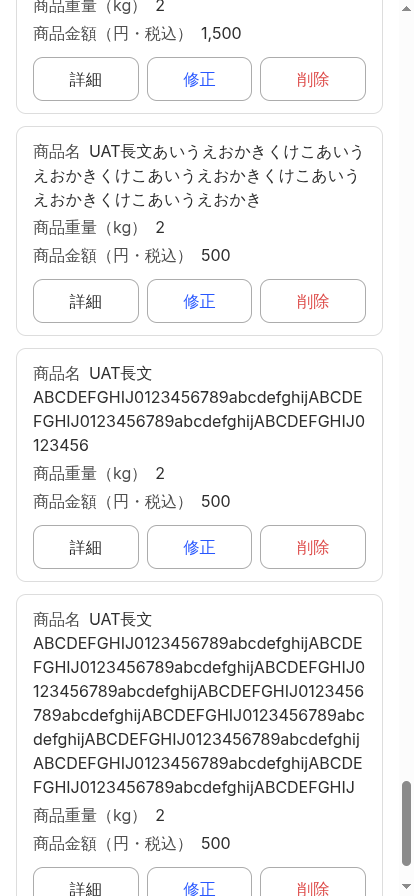 商品重量（kg） 2
商品金額（円・税込） 1,500
詳細 修正 削除
商品名 UAT長文あいうえおかきくけこあいう
えおかきくけこあいうえおかきくけこあいう
えおかきくけこあいうえおかき
商品重量（kg） 2
商品金額（円・税込） 500
詳細 修正 削除
商品名 UAT長文
ABCDEFGHIJ0123456789abcdefghijABCDE
FGHIJ0123456789abcdefghijABCDEFGHIJ0
123456
商品重量（kg） 2
商品金額（円・税込） 500
詳細 修正 削除
商品名 UAT長文
ABCDEFGHIJ0123456789abcdefghijABCDE
FGHIJ0123456789abcdefghijABCDEFGHIJ0
123456789abcdefghijABCDEFGHIJ0123456
789abcdefghijABCDEFGHIJ0123456789abc
defghijABCDEFGHIJ0123456789abcdefghij
ABCDEFGHIJ0123456789abcdefghijABCDE
FGHIJ0123456789abcdefghijABCDEFGHIJ
商品重量（kg） 2
商品金額（円・税込） 500
詳細 修正 削除